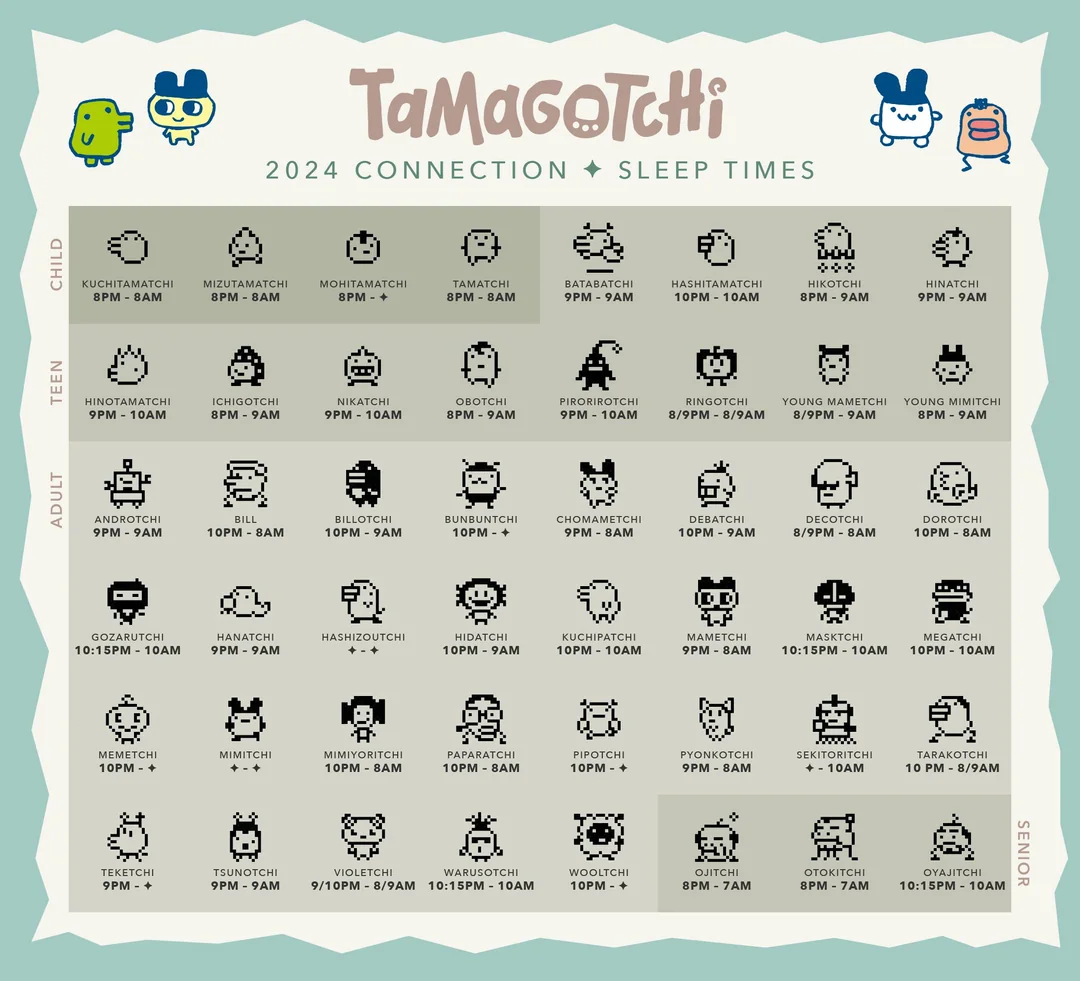 TaMaGOTCHi
2024 CONNECTION ✦ SLEEP TIMES
CHILD
KUCHITAMATCHI MIZUTAMATCHI MOHITAMATCHI TAMATCHI BATABATCHI HASHITAMATCHI HIKOTCHI HINATCHI
8PM - 8AM 8PM - 8AM 8PM - ✦ 8PM - 8AM 9PM - 9AM 10PM - 10AM 8PM - 9AM 9PM - 9AM
TEEN
HINOTAMATCHI ICHIGOTCHI NIKATCHI OBOTCHI PIRORIROTCHI RINGOTCHI YOUNG MAMETCHI YOUNG MIMITCHI
9PM - 10AM 8PM - 9AM 9PM - 10AM 8PM - 9AM 9PM - 10AM 8/9PM - 8/9AM 8/9PM - 9AM 8PM - 9AM
ADULT
ANDROTCHI BILL BILLOTCHI BUNBUNTCHI CHOMAMETCHI DEBATCHI DECOTCHI DOROTCHI
9PM - 9AM 10PM - 8AM 10PM - 9AM 10PM - ✦ 9PM - 8AM 10PM - 9AM 8/9PM - 8AM 10PM - 8AM
GOZARUTCHI HANATCHI HASHIZOUTCHI HIDATCHI KUCHIPATCHI MAMETCHI MASKTCHI MEGATCHI
10:15PM - 10AM 9PM - 9AM ✦ - ✦ 10PM - 9AM 10PM - 10AM 9PM - 8AM 10:15PM - 10AM 10PM - 10AM
MEMETCHI MIMITCHI MIMIYORITCHI PAPARATCHI PIPOTCHI PYONKOTCHI SEKITORITCHI TARAKOTCHI
10PM - ✦ ✦ - ✦ 10PM - 8AM 10PM - 8AM 10PM - ✦ 9PM - 8AM ✦ - 10AM 10 PM - 8/9AM
TEKETCHI TSUNOTCHI VIOLETCHI WARUSOTCHI WOOLTCHI OJITCHI OTOKITCHI OYAJITCHI
9PM - ✦ 9PM - 9AM 9/10PM - 8/9AM 10:15PM - 10AM 10PM - ✦ 8PM - 7AM 8PM - 7AM 10:15PM - 10AM
SENIOR